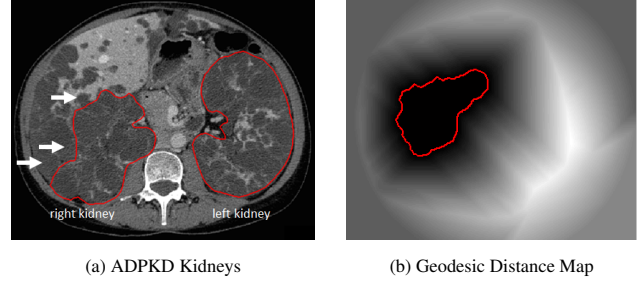 right kidney
left kidney
(a) ADPKD Kidneys
(b) Geodesic Distance Map